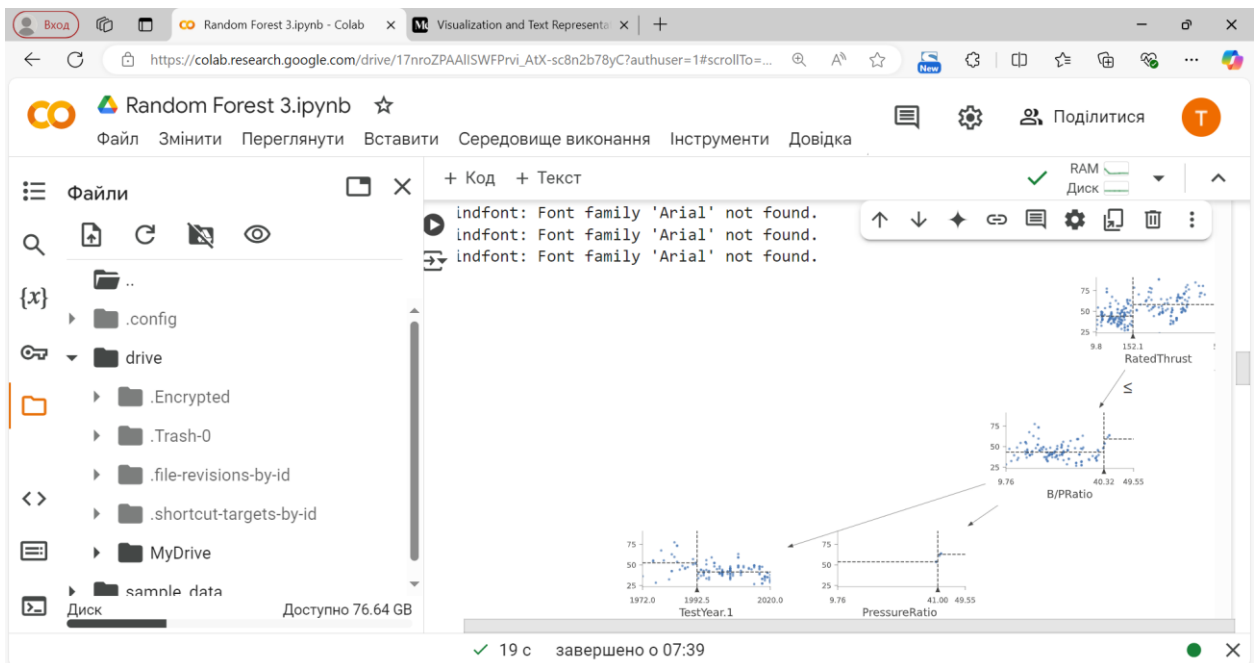 Вход
Random Forest 3.ipynb - Colab
Visualization and Text Representa
https://colab.research.google.com/drive/17nroZPAAlISWFPrvi_AtX-sc8n2b78yC?authuser=1#scrollTo=...
New
Random Forest 3.ipynb
Файл Змінити Переглянути Вставити Середовище виконання Інструменти Довідка
Поділитися
T
Файли
+ Код + Текст
RAM
Диск
..
.config
drive
.Encrypted
.Trash-0
.file-revisions-by-id
.shortcut-targets-by-id
MyDrive
sample_data
Диск Доступно 76.64 GB
indfont: Font family 'Arial' not found.
indfont: Font family 'Arial' not found.
indfont: Font family 'Arial' not found.
75
50
25
9.8 152.1
RatedThrust
≤
75
50
25
9.76 40.32 49.55
B/PRatio
75
50
25
1972.0 1992.5 2020.0
TestYear.1
75
50
25
9.76 41.00 49.55
PressureRatio
19 с завершено о 07:39